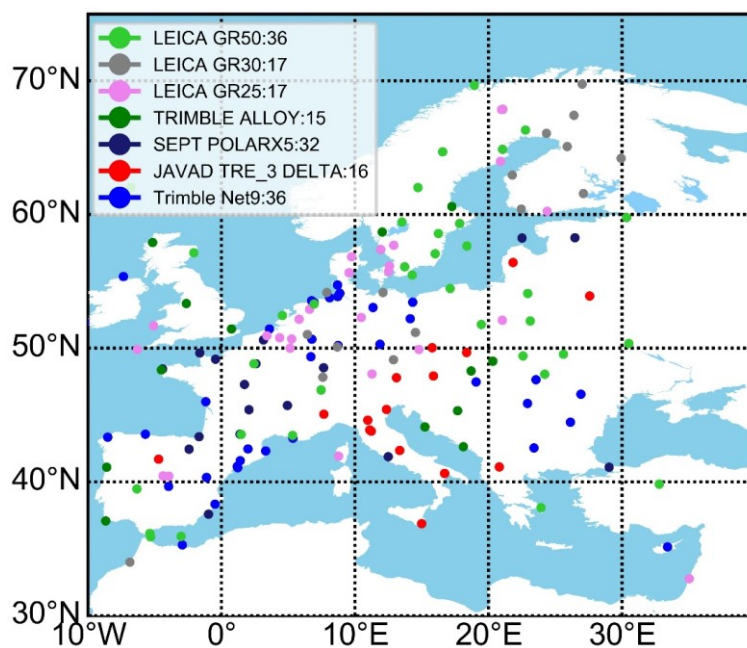 LEICA GR50:36
LEICA GR30:17
LEICA GR25:17
TRIMBLE ALLOY:15
SEPT POLARX5:32
JAVAD TRE_3 DELTA:16
Trimble Net9:36
70°N
60°N
50°N
40°N
30°N
10°W 0° 10°E 20°E 30°E